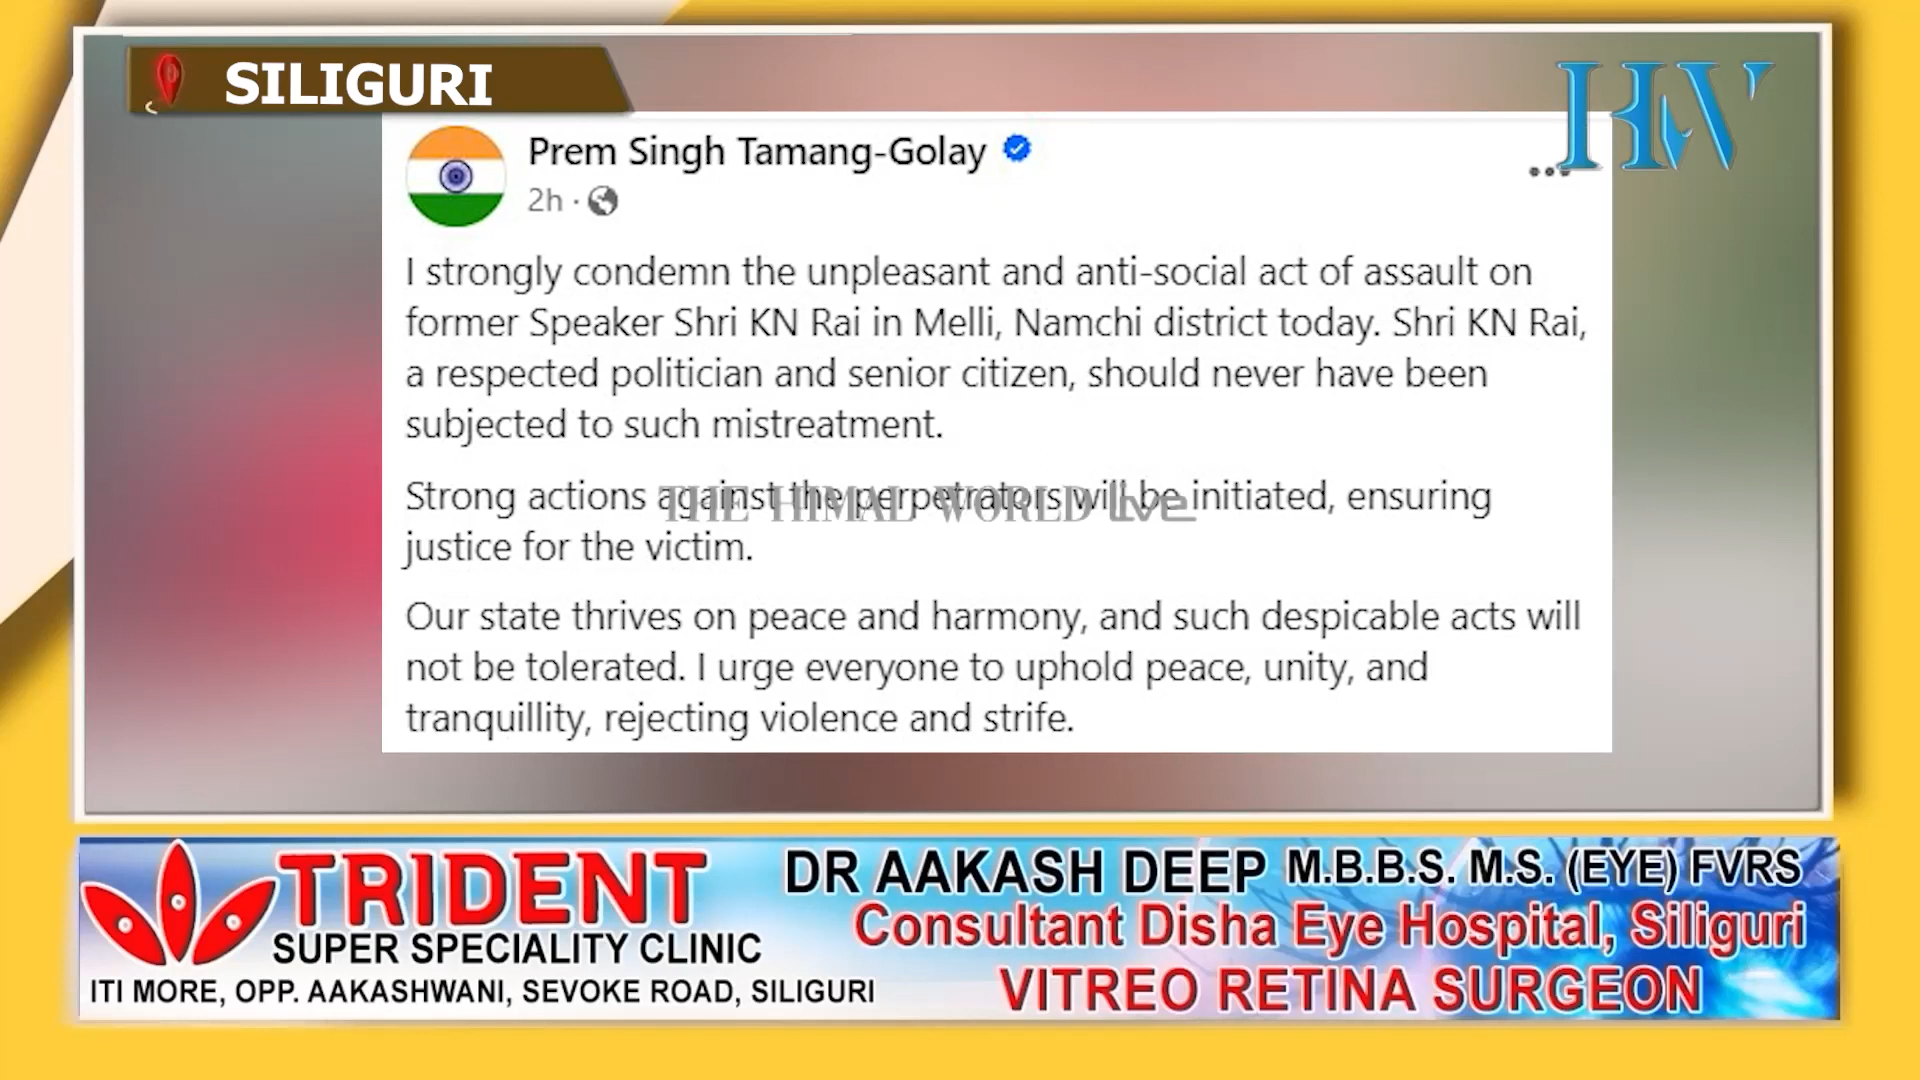 SILIGURI
HW
Prem Singh Tamang-Golay
2h ·
I strongly condemn the unpleasant and anti-social act of assault on
former Speaker Shri KN Rai in Melli, Namchi district today. Shri KN Rai,
a respected politician and senior citizen, should never have been
subjected to such mistreatment.
Strong actions against the perpetrators will be initiated, ensuring
justice for the victim.
THE HIMAL WORLD live
Our state thrives on peace and harmony, and such despicable acts will
not be tolerated. I urge everyone to uphold peace, unity, and
tranquillity, rejecting violence and strife.
TRIDENT
SUPER SPECIALITY CLINIC
ITI MORE, OPP. AAKASHWANI, SEVOKE ROAD, SILIGURI
DR AAKASH DEEP M.B.B.S. M.S. (EYE) FVRS
Consultant Disha Eye Hospital, Siliguri
VITREO RETINA SURGEON